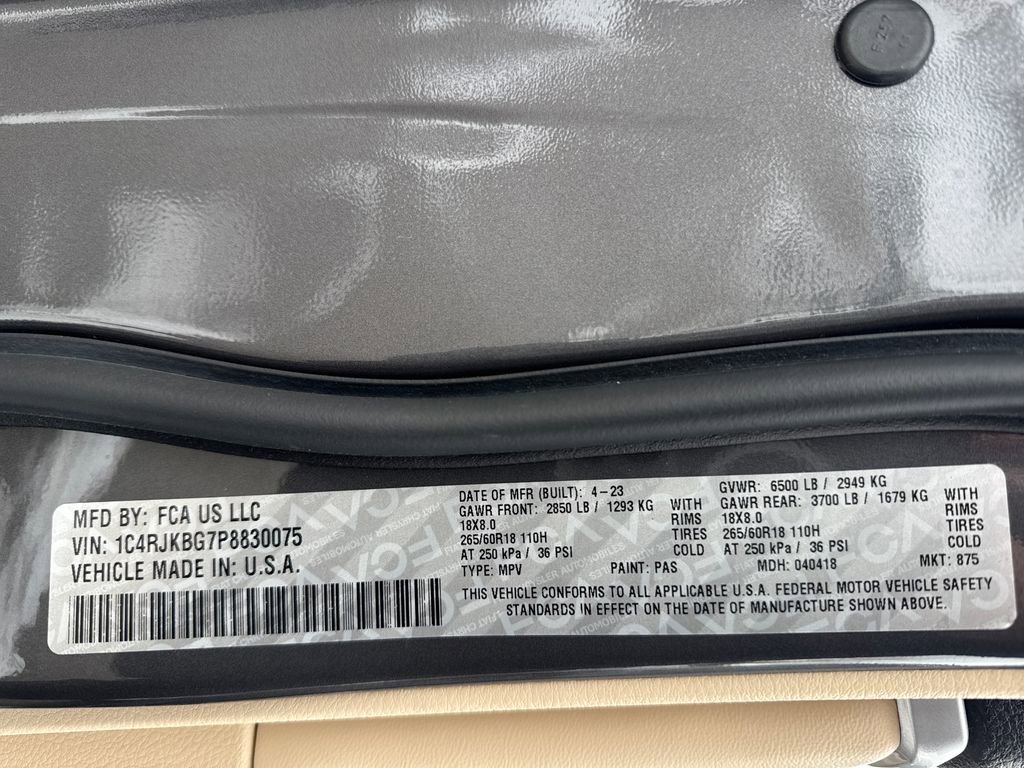 MFD BY: FCA US LLC
VIN: 1C4RJKBG7P8830075
VEHICLE MADE IN: U.S.A.
DATE OF MFR (BUILT): 4-23
GAWR FRONT: 2850 LB / 1293 KG WITH
18X8.0 RIMS
265/60R18 110H TIRES
AT 250 kPa / 36 PSI COLD
TYPE: MPV PAINT: PAS
GVWR: 6500 LB / 2949 KG
GAWR REAR: 3700 LB / 1679 KG WITH
18X8.0 RIMS
265/60R18 110H TIRES
AT 250 kPa / 36 PSI COLD
MDH: 040418 MKT: 875
THIS VEHICLE CONFORMS TO ALL APPLICABLE U.S.A. FEDERAL MOTOR VEHICLE SAFETY
STANDARDS IN EFFECT ON THE DATE OF MANUFACTURE SHOWN ABOVE.